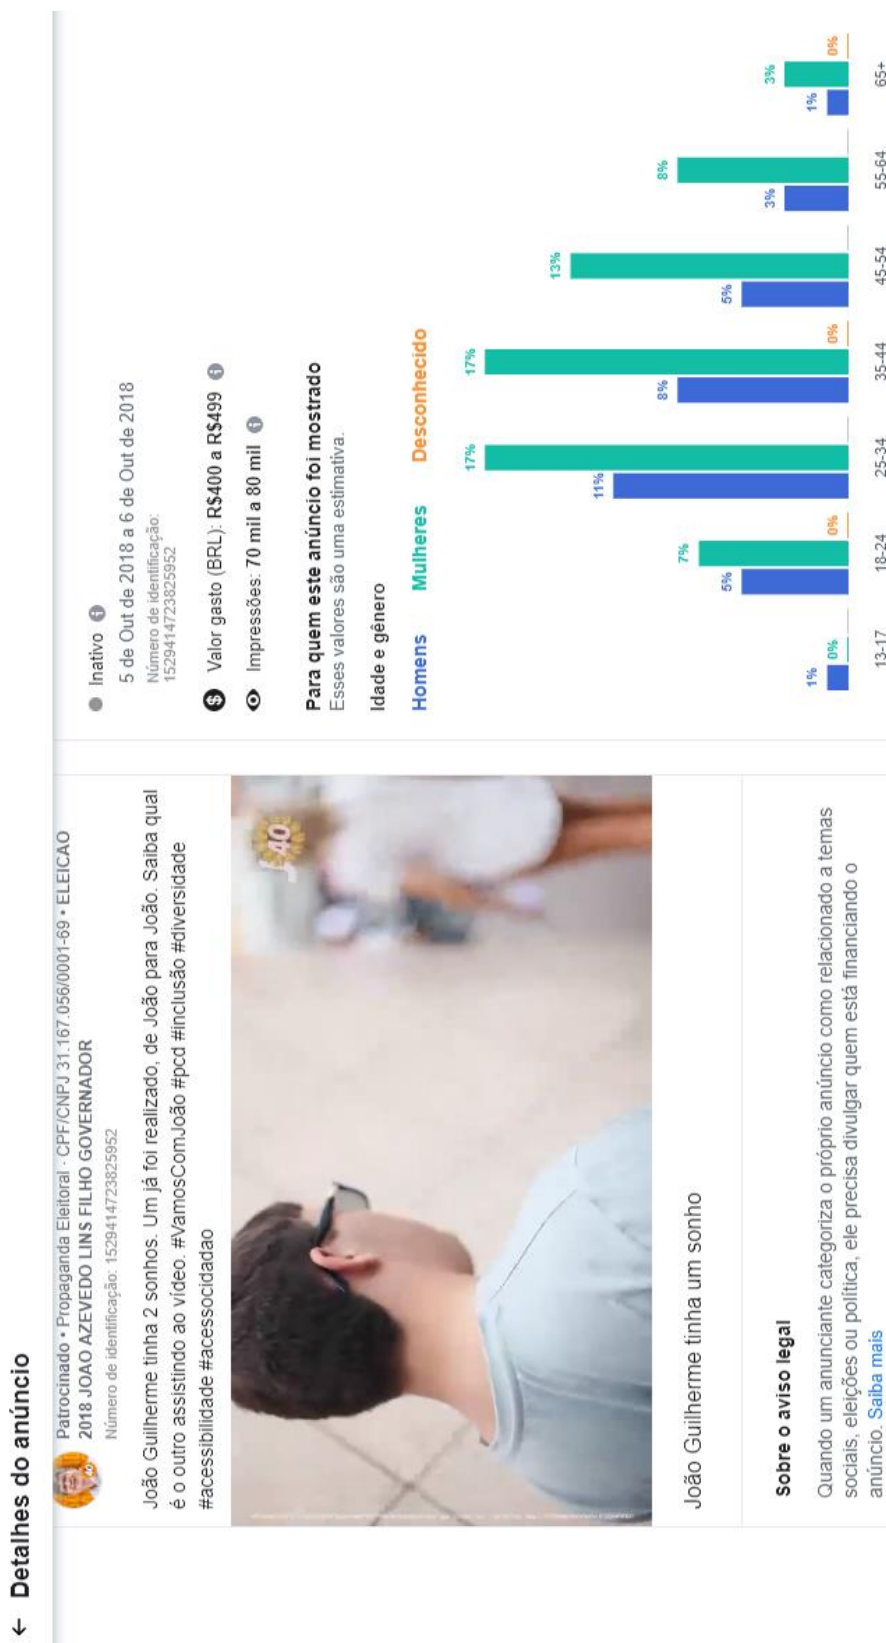 ← Detalhes do anúncio
Patrocinado • Propaganda Eleitoral - CPF/CNPJ 31.167.056/0001-69 • ELEICAO
2018 JOAO AZEVEDO LINS FILHO GOVERNADOR
Número de identificação: 1529414723825952
João Guilherme tinha 2 sonhos. Um já foi realizado, de João para João. Saiba qual
é o outro assistindo ao vídeo. #VamosComJoão #pcd #inclusão #diversidade
#acessibilidade #acessocidadao
40
João Guilherme tinha um sonho
Sobre o aviso legal
Quando um anunciante categoriza o próprio anúncio como relacionado a temas
sociais, eleições ou política, ele precisa divulgar quem está financiando o
anúncio. Saiba mais
Inativo
5 de Out de 2018 a 6 de Out de 2018
Número de identificação:
1529414723825952
$ Valor gasto (BRL): R$400 a R$499
Impressões: 70 mil a 80 mil
Para quem este anúncio foi mostrado
Esses valores são uma estimativa.
Idade e gênero
Homens Mulheres Desconhecido
1% 0%
5% 7% 0%
11% 17%
8% 17% 0%
5% 13%
3% 8%
1% 3% 0%
13-17 18-24 25-34 35-44 45-54 55-64 65+